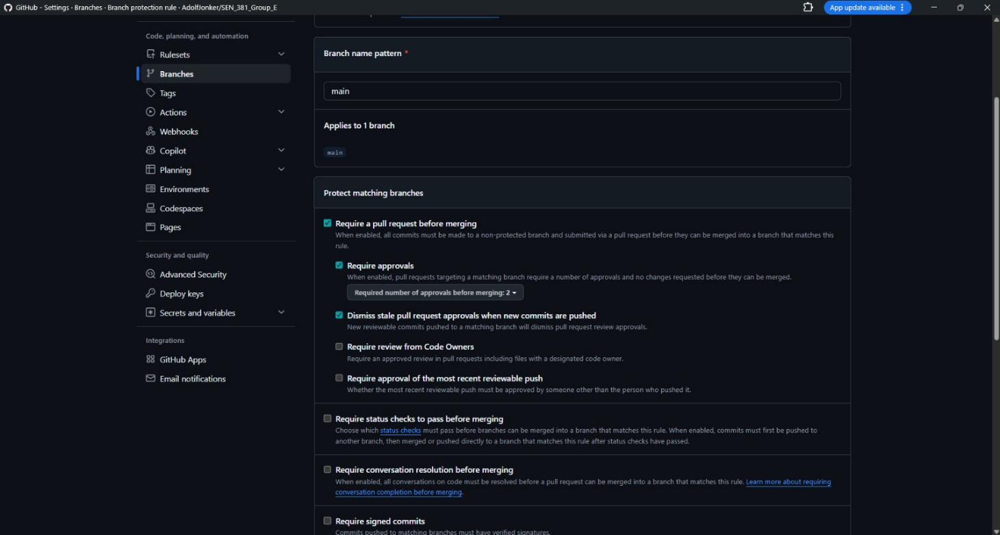 GitHub - Settings · Branches · Branch protection rule · AdolfJonker/SEN_381_Group_E
App update available
Code, planning, and automation
Rulesets
Branches
Tags
Actions
Webhooks
Copilot
Planning
Environments
Codespaces
Pages
Security and quality
Advanced Security
Deploy keys
Secrets and variables
Integrations
GitHub Apps
Email notifications
Branch name pattern *
main
Applies to 1 branch
main
Protect matching branches
Require a pull request before merging
When enabled, all commits must be made to a non-protected branch and submitted via a pull request before they can be merged into a branch that matches this
rule.
Require approvals
When enabled, pull requests targeting a matching branch require a number of approvals and no changes requested before they can be merged.
Required number of approvals before merging: 2
Dismiss stale pull request approvals when new commits are pushed
New reviewable commits pushed to a matching branch will dismiss pull request review approvals.
Require review from Code Owners
Require an approved review in pull requests including files with a designated code owner.
Require approval of the most recent reviewable push
Whether the most recent reviewable push must be approved by someone other than the person who pushed it.
Require status checks to pass before merging
Choose which status checks must pass before branches can be merged into a branch that matches this rule. When enabled, commits must first be pushed to
another branch, then merged or pushed directly to a branch that matches this rule after status checks have passed.
Require conversation resolution before merging
When enabled, all conversations on code must be resolved before a pull request can be merged into a branch that matches this rule. Learn more about requiring
conversation completion before merging.
Require signed commits
Commits pushed to matching branches must have verified signatures.